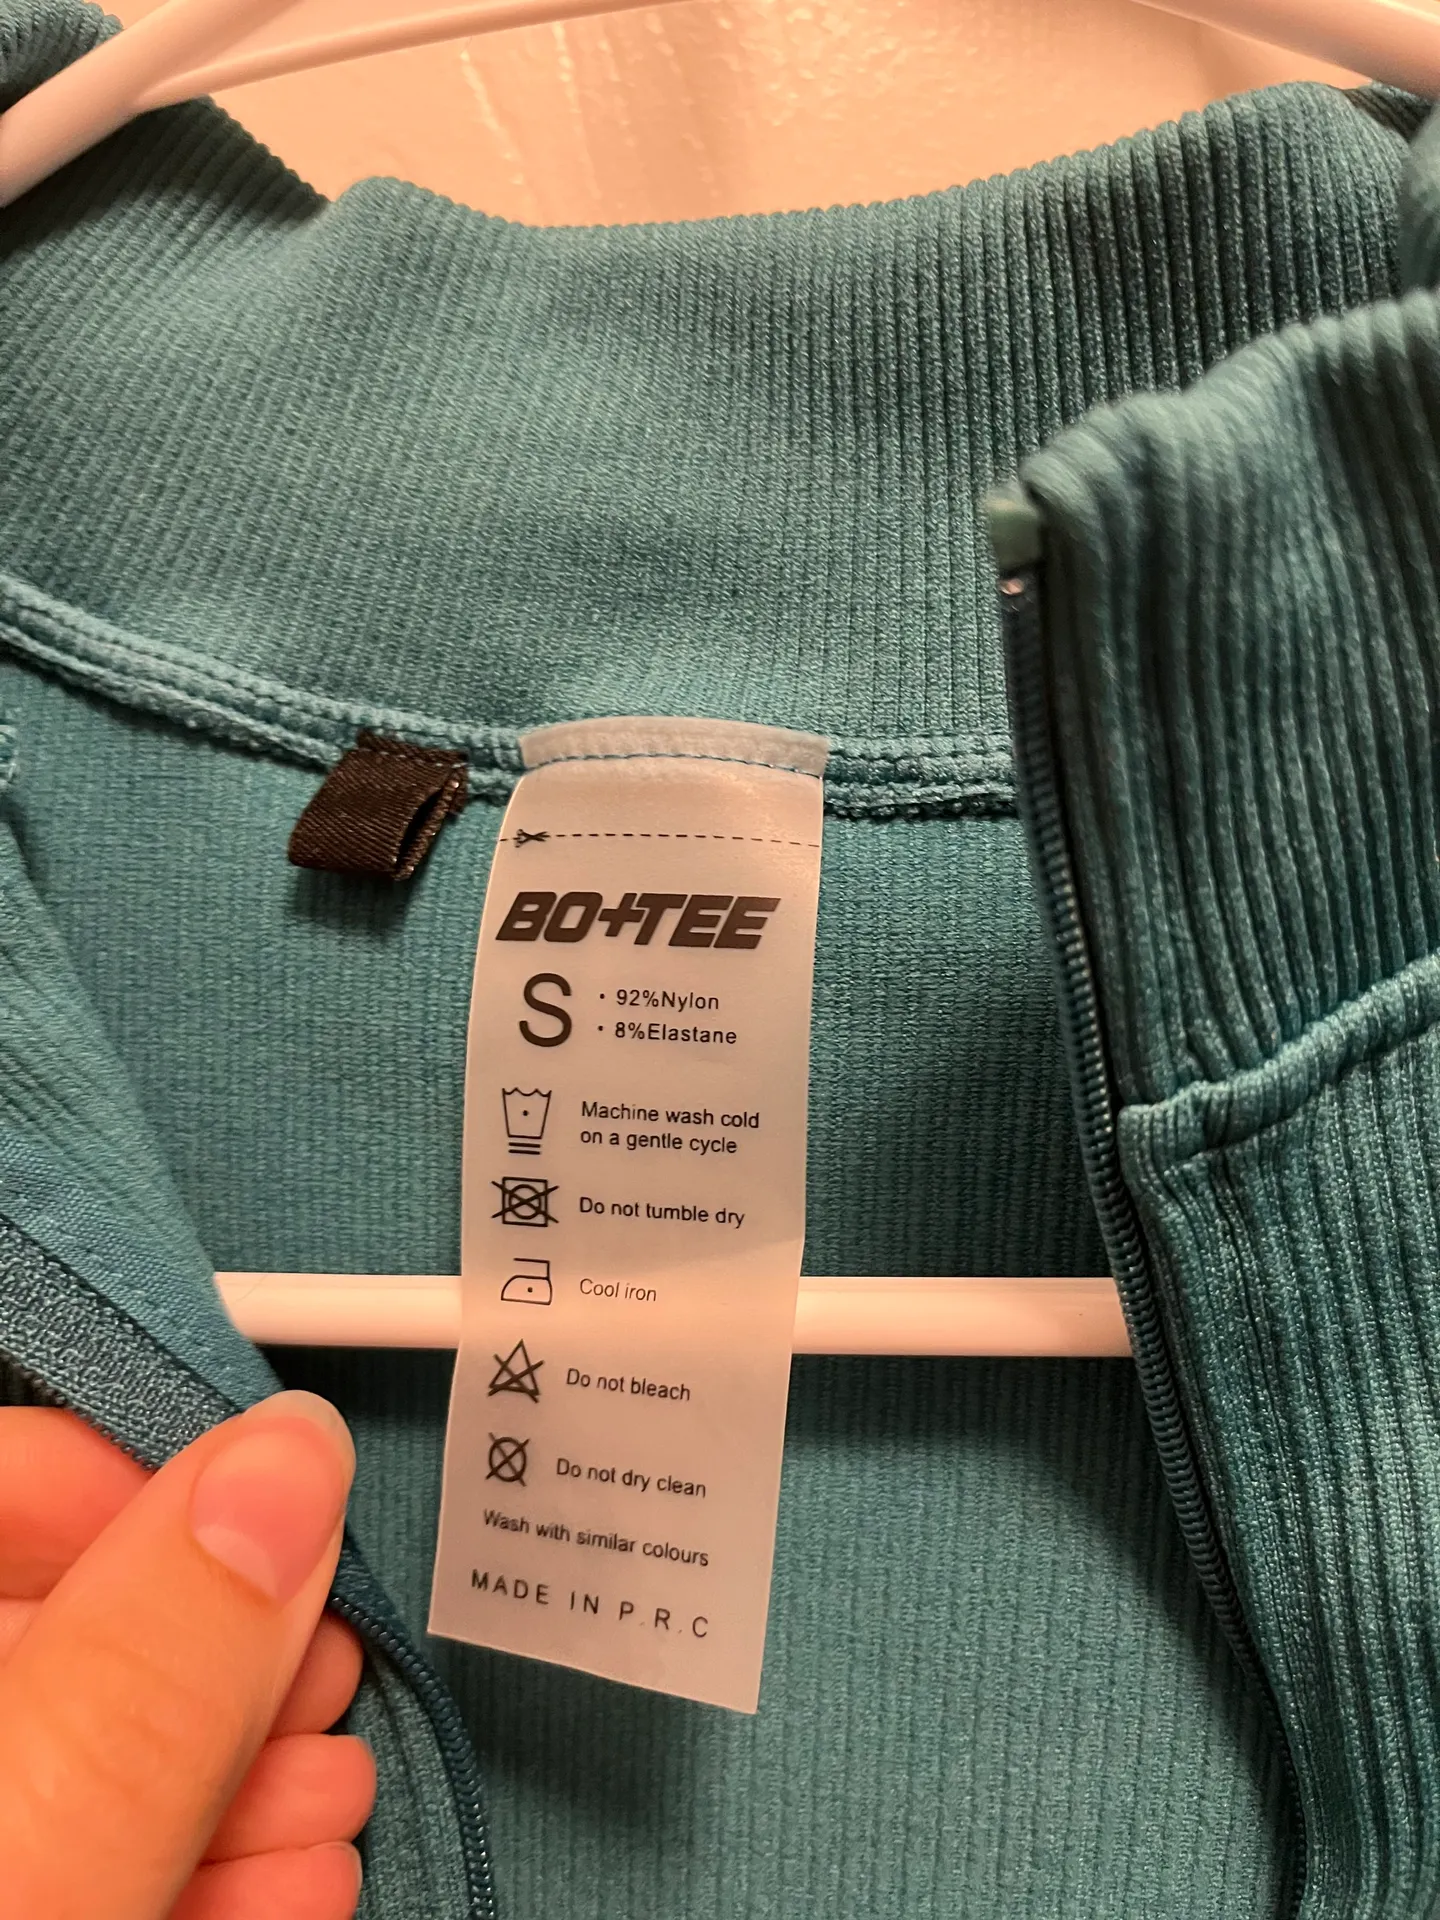 BO+TEE
S
· 92%Nylon
· 8%Elastane
Machine wash cold
on a gentle cycle
Do not tumble dry
Cool iron
Do not bleach
Do not dry clean
Wash with similar colours
MADE IN P.R.C